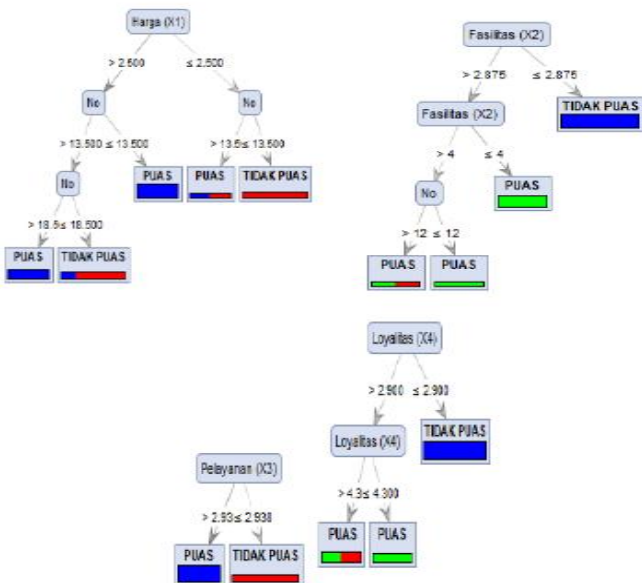 Harga (X1)
> 2.500 ≤ 2.500
No No
> 13.500 ≤ 13.500 > 13.5≤ 13.500
No PUAS PUAS TIDAK PUAS
> 18.5≤ 18.500
PUAS TIDAK PUAS
Fasilitas (X2)
> 2.875 ≤ 2.875
Fasilitas (X2) TIDAK PUAS
> 4 ≤ 4
No PUAS
> 12 ≤ 12
PUAS PUAS
Pelayanan (X3)
> 2.93≤ 2.938
PUAS TIDAK PUAS
Loyalitas (X4)
> 2.900 ≤ 2.900
Loyalitas (X4) TIDAK PUAS
> 4.3≤ 4.300
PUAS PUAS